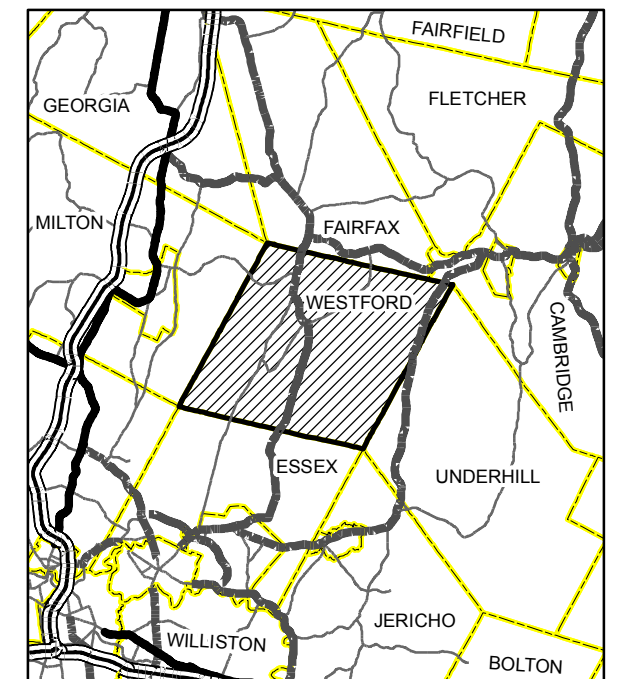 FAIRFIELD
FLETCHER
GEORGIA
MILTON
FAIRFAX
WESTFORD
CAMBRIDGE
ESSEX
UNDERHILL
JERICHO
WILLISTON
BOLTON